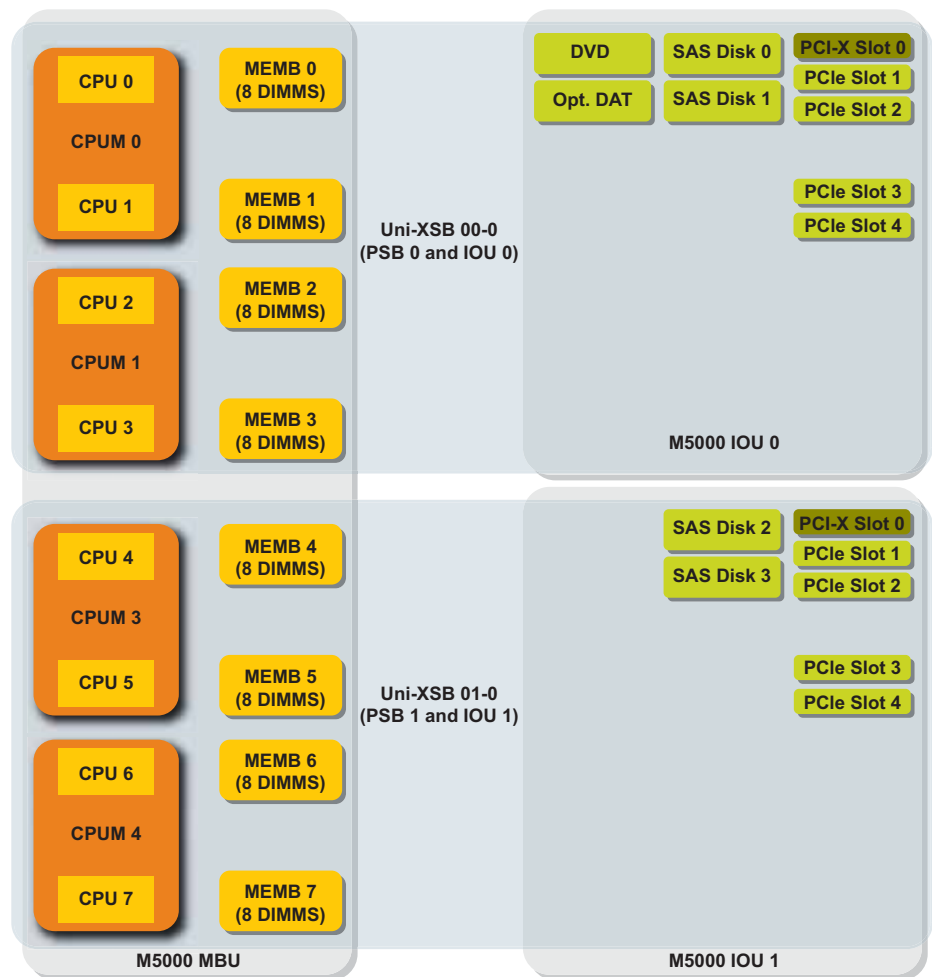 CPU 0
CPUM 0
CPU 1
MEMB 0
(8 DIMMS)
MEMB 1
(8 DIMMS)
CPU 2
CPUM 1
CPU 3
MEMB 2
(8 DIMMS)
MEMB 3
(8 DIMMS)
Uni-XSB 00-0
(PSB 0 and IOU 0)
DVD
Opt. DAT
SAS Disk 0
SAS Disk 1
PCI-X Slot 0
PCIe Slot 1
PCIe Slot 2
PCIe Slot 3
PCIe Slot 4
M5000 IOU 0
CPU 4
CPUM 3
CPU 5
MEMB 4
(8 DIMMS)
MEMB 5
(8 DIMMS)
CPU 6
CPUM 4
CPU 7
MEMB 6
(8 DIMMS)
MEMB 7
(8 DIMMS)
Uni-XSB 01-0
(PSB 1 and IOU 1)
SAS Disk 2
SAS Disk 3
PCI-X Slot 0
PCIe Slot 1
PCIe Slot 2
PCIe Slot 3
PCIe Slot 4
M5000 MBU
M5000 IOU 1